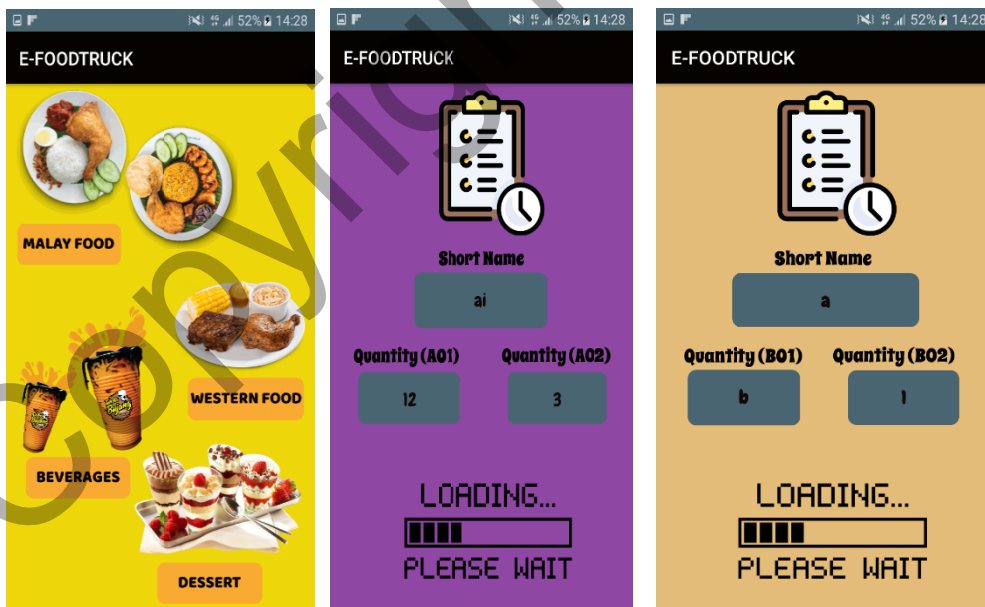 52% 14:28
E-FOODTRUCK
MALAY FOOD
WESTERN FOOD
BEVERAGES
DESSERT
52% 14:28
E-FOODTRUCK
Short Name
ai
Quantity (A01) Quantity (A02)
12 3
LOADING...
PLEASE WAIT
52% 14:28
E-FOODTRUCK
Short Name
a
Quantity (B01) Quantity (B02)
b 1
LOADING...
PLEASE WAIT